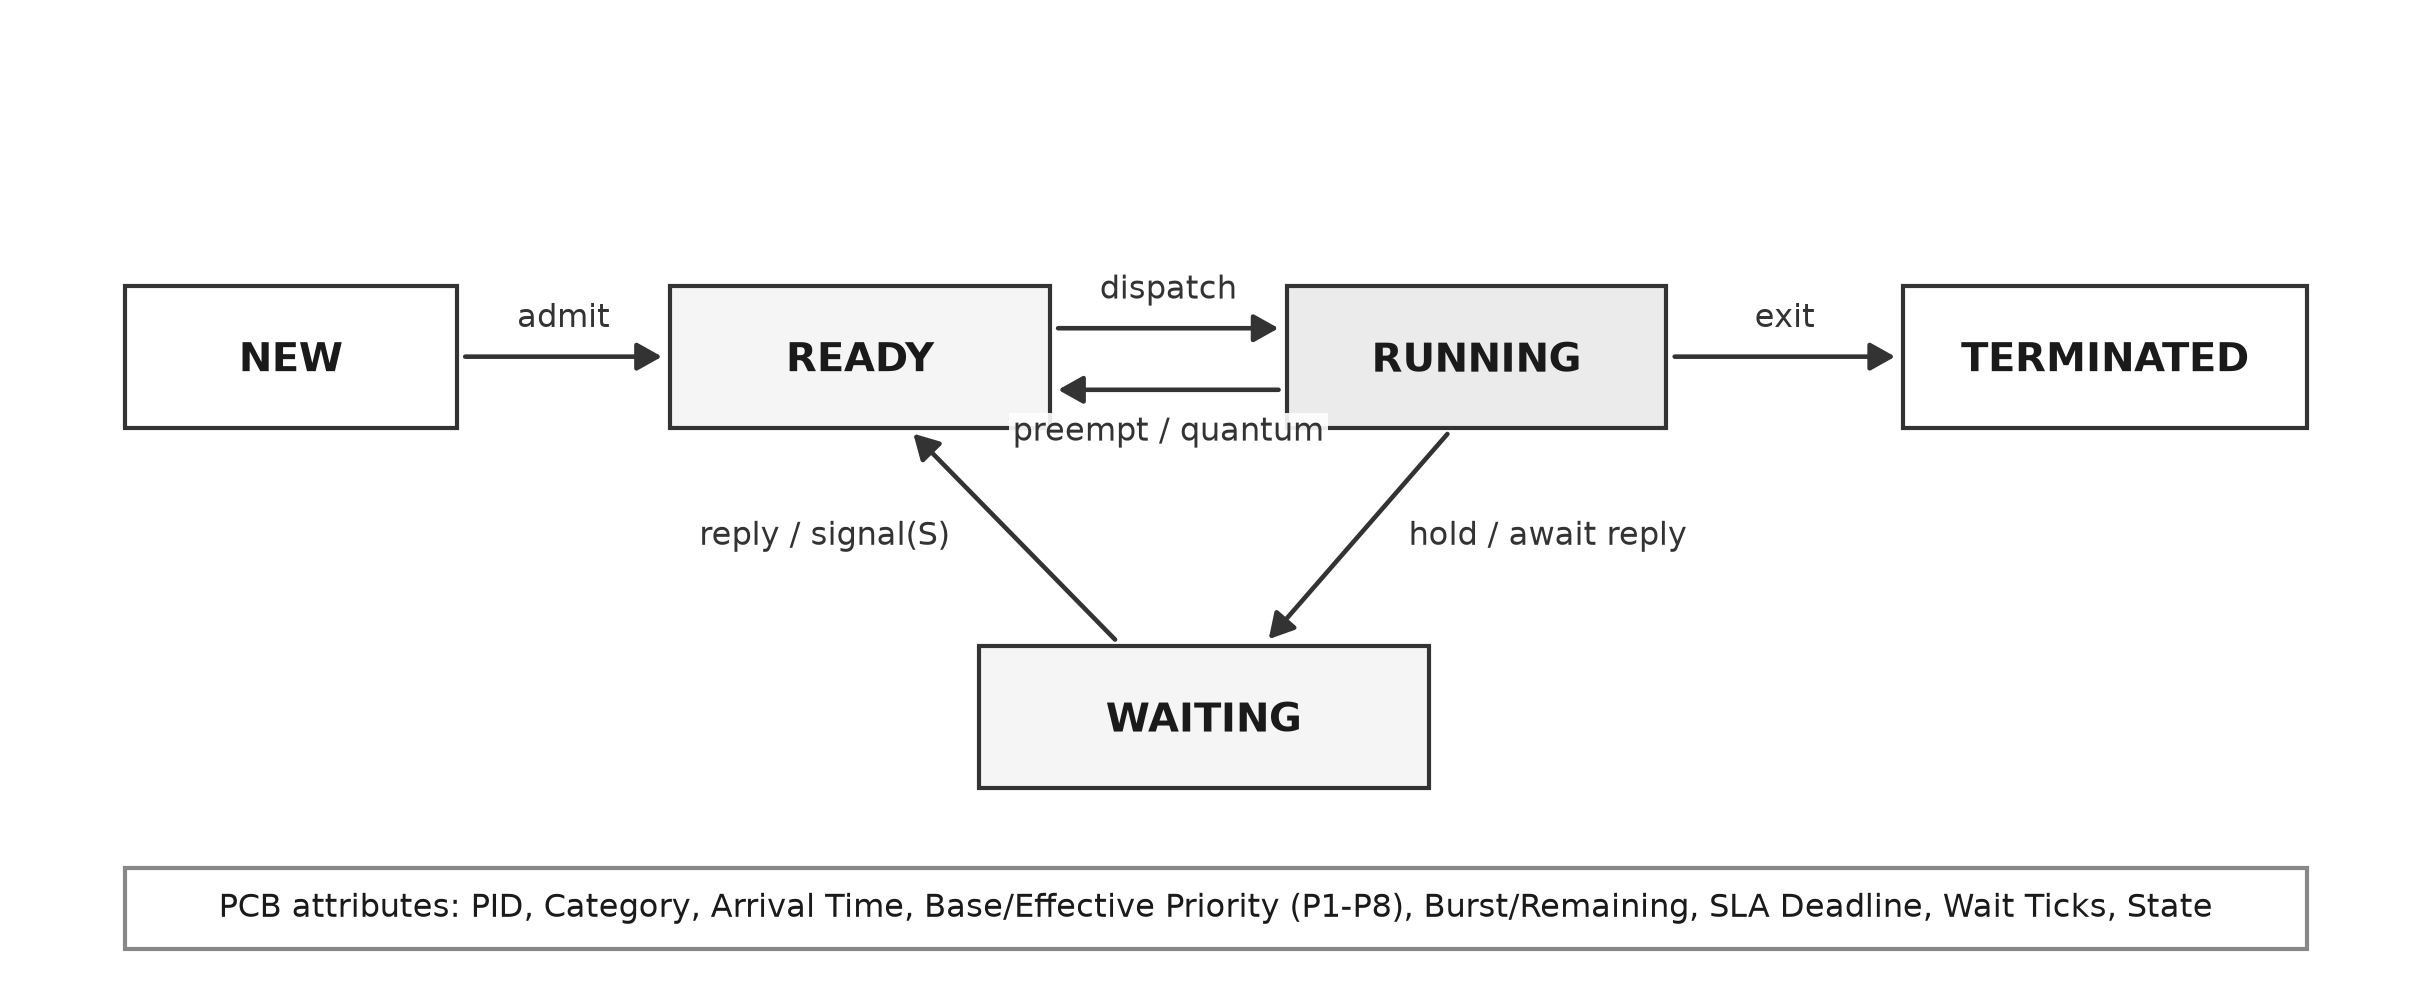 dispatch
admit
exit
NEW
READY
RUNNING
TERMINATED
preempt / quantum
reply / signal(S)
hold / await reply
WAITING
PCB attributes: PID, Category, Arrival Time, Base/Effective Priority (P1-P8), Burst/Remaining, SLA Deadline, Wait Ticks, State